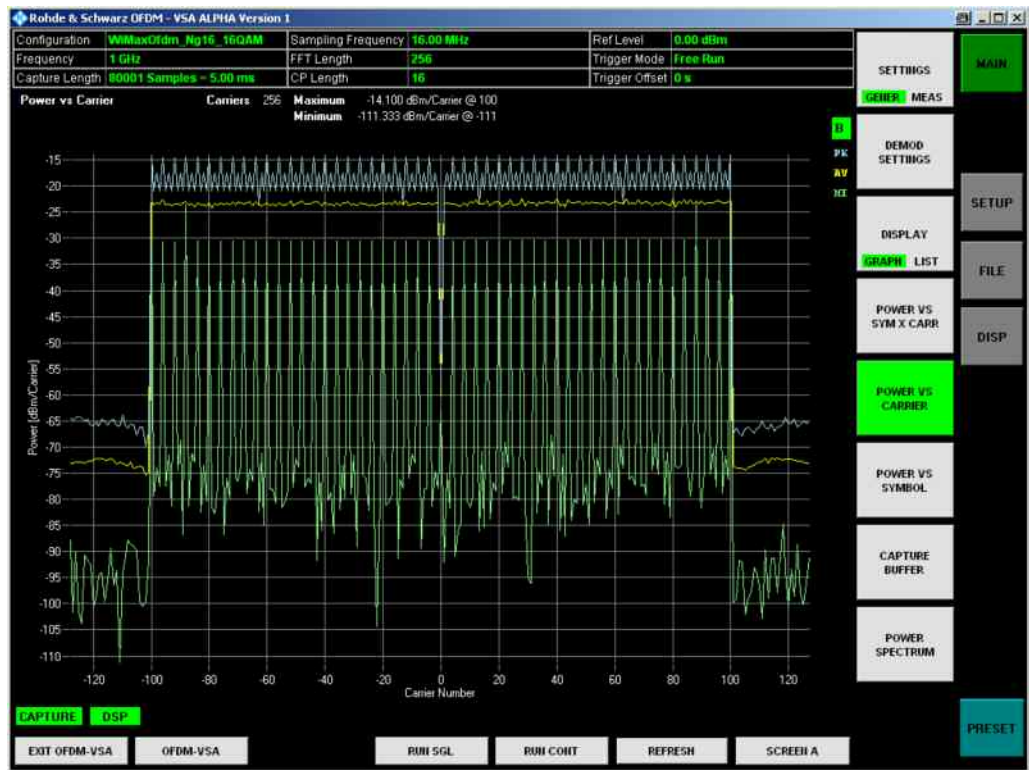 Rohde & Schwarz OFDM - VSA ALPHA Version 1
Configuration WiMaxOfdm_Ng16_16QAM Sampling Frequency 16.00 MHz Ref Level 0.00 dBm
Frequency 1 GHz FFT Length 256 Trigger Mode Free Run
Capture Length 80001 Samples = 5.00 ms CP Length 16 Trigger Offset 0 s
Power vs Carrier Carriers 256 Maximum -14.100 dBm/Carrier @ 100
Minimum -111.333 dBm/Carrier @ -111
B
PK
AV
MI
-15
-20
-25
-30
-35
-40
-45
-50
-55
-60
-65
-70
-75
-80
-85
-90
-95
-100
-105
-110
Power [dBm/Carrier]
-120 -100 -80 -60 -40 -20 0 20 40 60 80 100 120
Carrier Number
CAPTURE DSP
EXIT OFDM-VSA OFDM-VSA RUN SGL RUN CONT REFRESH SCREEN A
SETTINGS
GENER MEAS
DEMOD
SETTINGS
DISPLAY
GRAPH LIST
POWER VS
SYM X CARR
POWER VS
CARRIER
POWER VS
SYMBOL
CAPTURE
BUFFER
POWER
SPECTRUM
MAIN
SETUP
FILE
DISP
PRESET